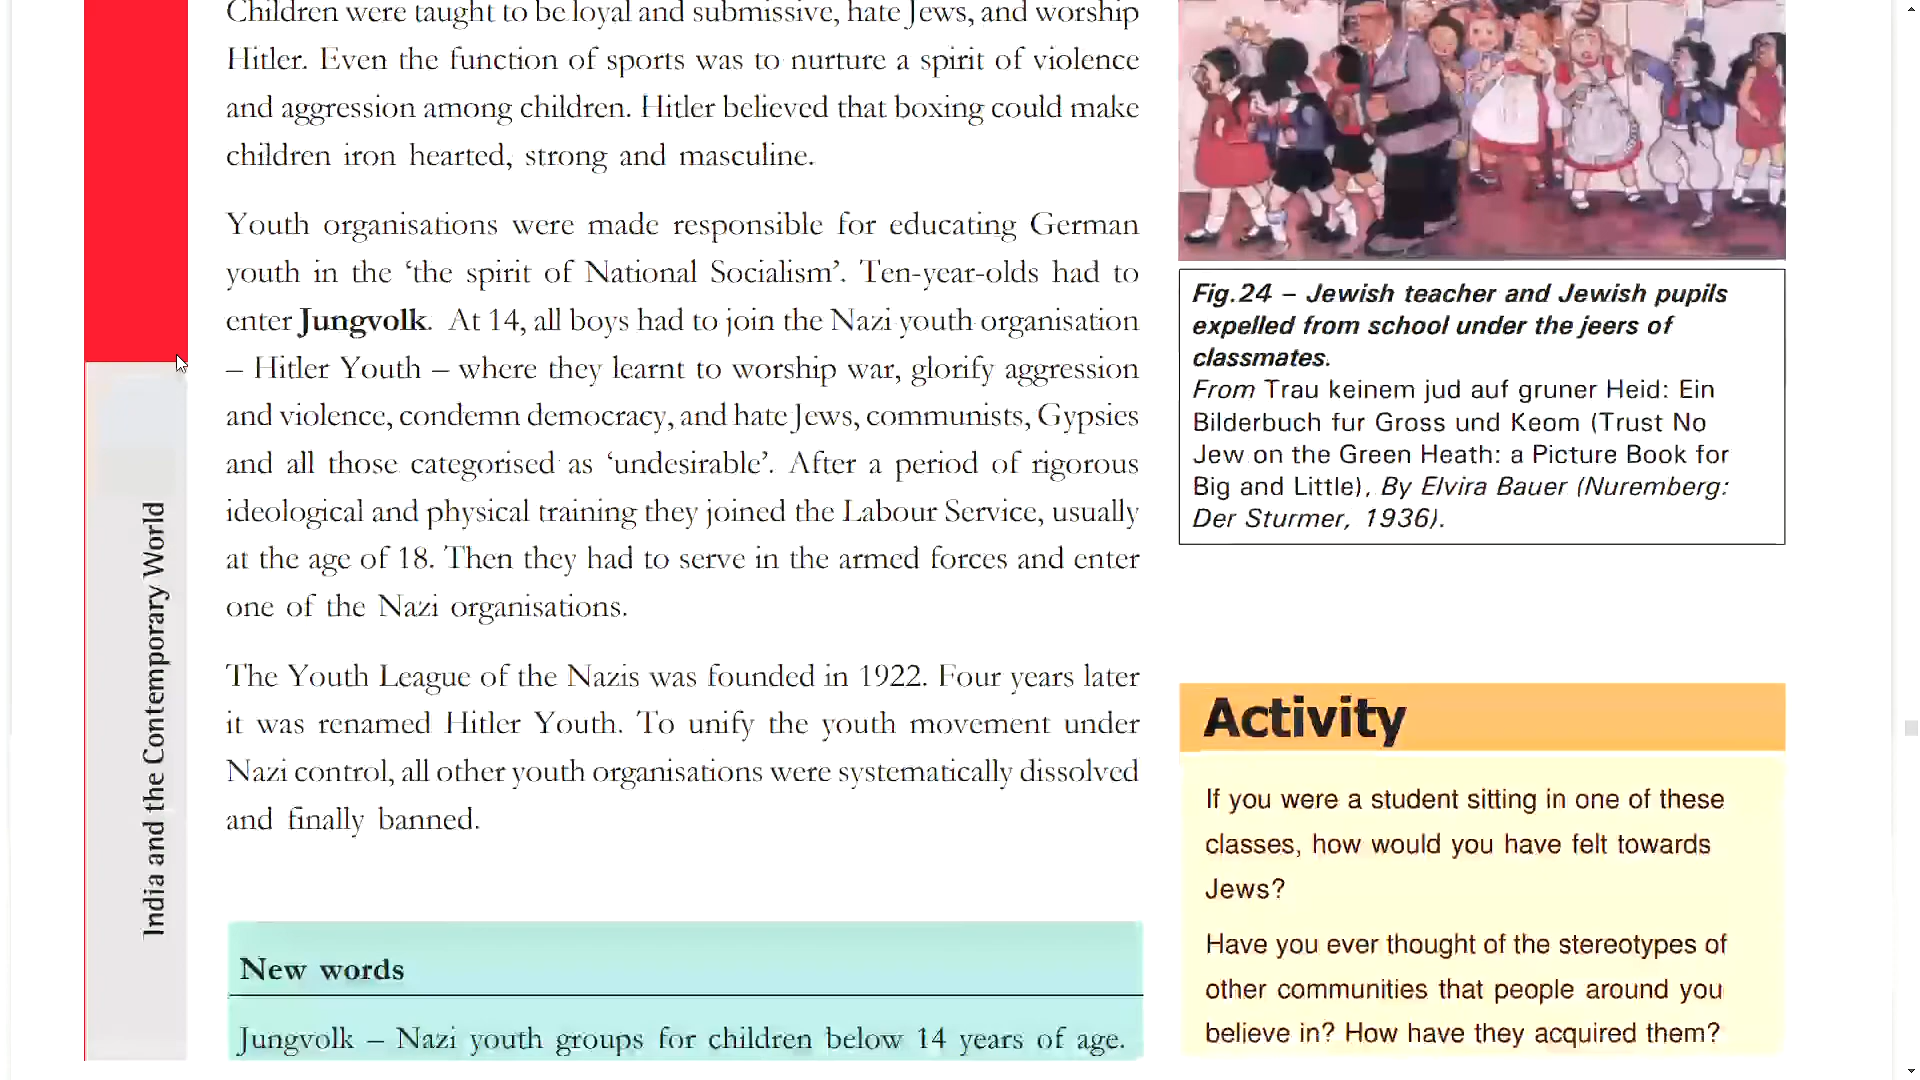 Children were taught to be loyal and submissive, hate Jews, and worship
Hitler. Even the function of sports was to nurture a spirit of violence
and aggression among children. Hitler believed that boxing could make
children iron hearted, strong and masculine.
Youth organisations were made responsible for educating German
youth in the ‘the spirit of National Socialism’. Ten-year-olds had to
enter Jungvolk. At 14, all boys had to join the Nazi youth organisation
– Hitler Youth – where they learnt to worship war, glorify aggression
and violence, condemn democracy, and hate Jews, communists, Gypsies
and all those categorised as ‘undesirable’. After a period of rigorous
ideological and physical training they joined the Labour Service, usually
at the age of 18. Then they had to serve in the armed forces and enter
one of the Nazi organisations.
The Youth League of the Nazis was founded in 1922. Four years later
it was renamed Hitler Youth. To unify the youth movement under
Nazi control, all other youth organisations were systematically dissolved
and finally banned.
New words
Jungvolk – Nazi youth groups for children below 14 years of age.
Fig.24 – Jewish teacher and Jewish pupils
expelled from school under the jeers of
classmates.
From Trau keinem jud auf gruner Heid: Ein
Bilderbuch fur Gross und Keom (Trust No
Jew on the Green Heath: a Picture Book for
Big and Little), By Elvira Bauer (Nuremberg:
Der Sturmer, 1936).
Activity
If you were a student sitting in one of these
classes, how would you have felt towards
Jews?
Have you ever thought of the stereotypes of
other communities that people around you
believe in? How have they acquired them?
India and the Contemporary World